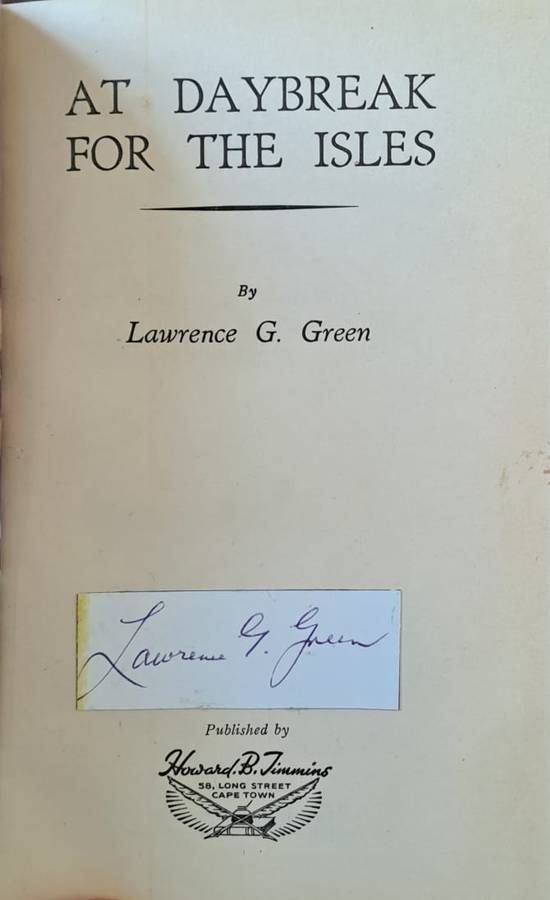 AT DAYBREAK
FOR THE ISLES
By
Lawrence G. Green
Lawrence G. Green
Published by
Howard. B. Timmins
58, LONG STREET
CAPE TOWN